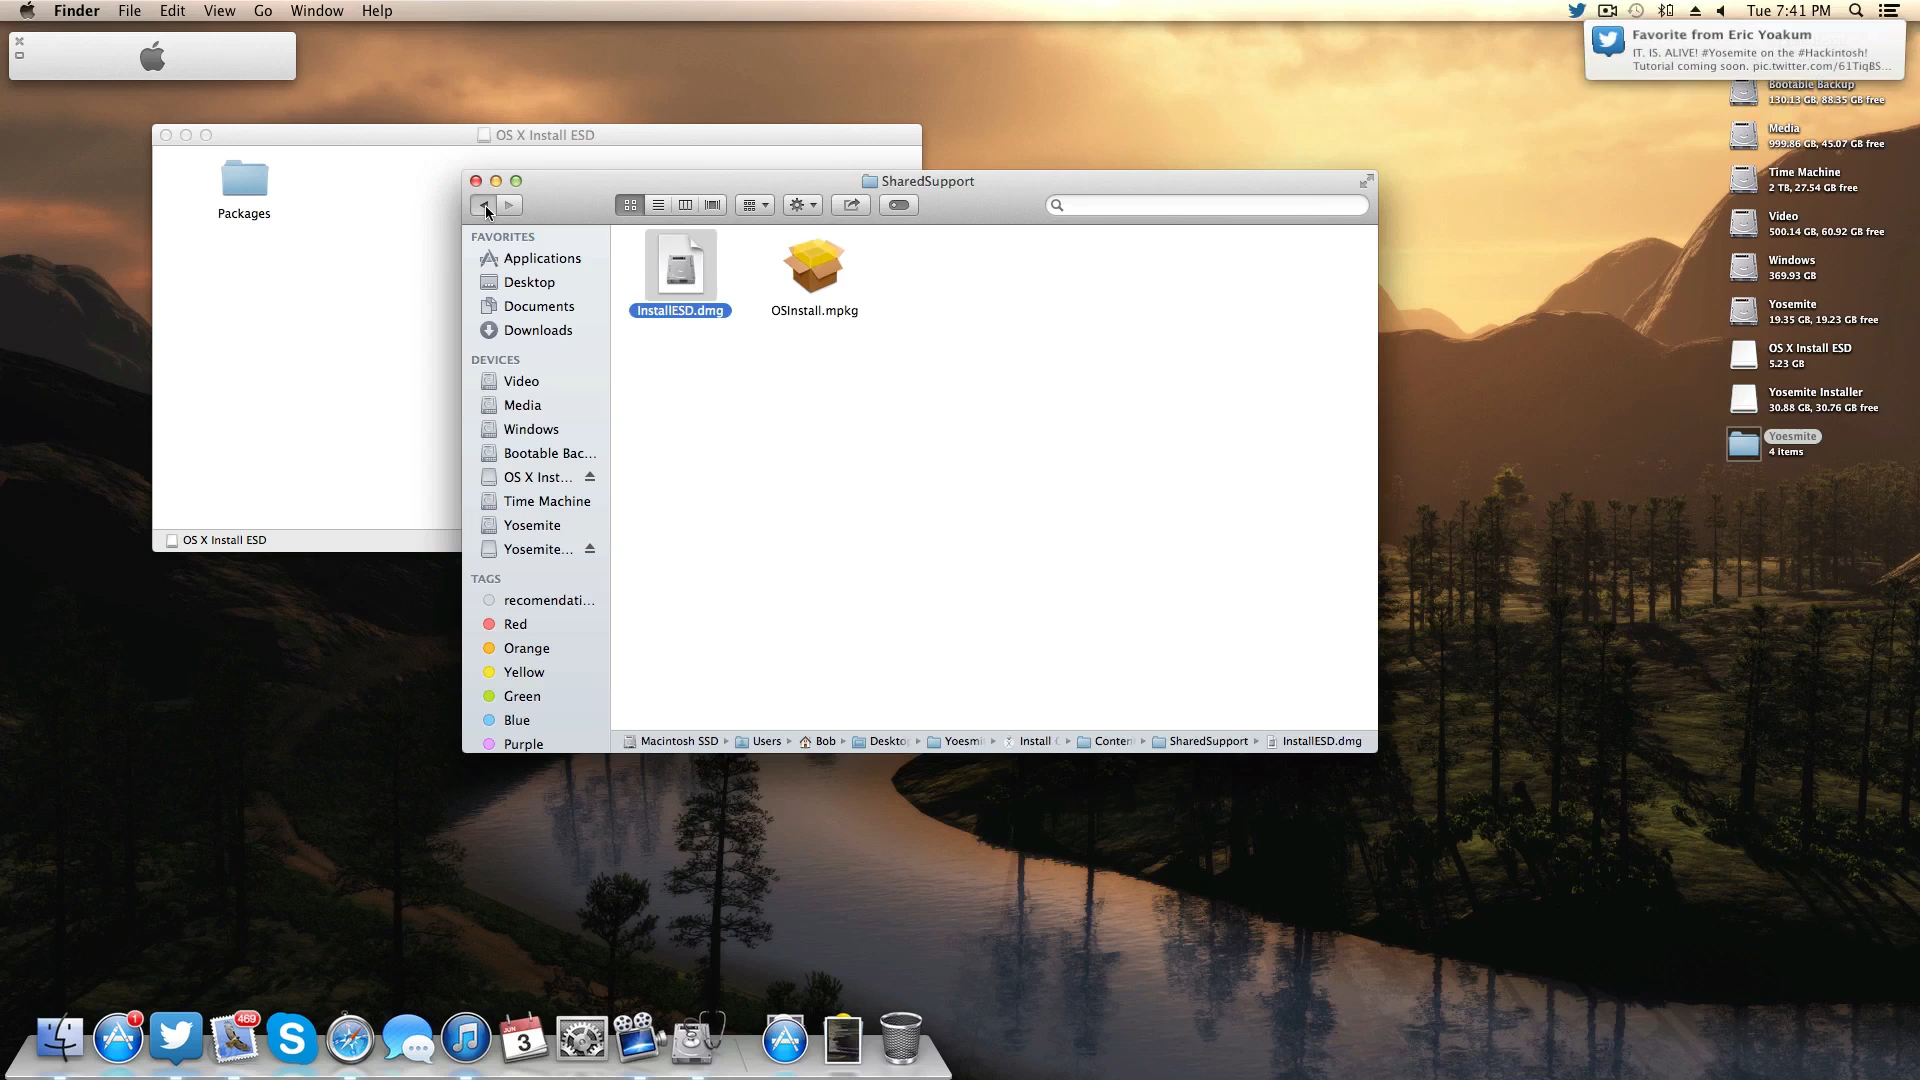 Finder File Edit View Go Window Help
Tue 7:41 PM
Favorite from Eric Yoakum
IT. IS. ALIVE! #Yosemite on the #Hackintosh!
Tutorial coming soon. pic.twitter.com/61TiqBS...
Bootable Backup
130.13 GB, 88.35 GB free
Media
999.86 GB, 45.07 GB free
Time Machine
2 TB, 27.54 GB free
Video
500.14 GB, 60.92 GB free
Windows
369.93 GB
Yosemite
19.35 GB, 19.23 GB free
OS X Install ESD
5.23 GB
Yosemite Installer
30.88 GB, 30.76 GB free
Yoesmite
4 items
OS X Install ESD
Packages
OS X Install ESD
SharedSupport
FAVORITES
Applications
Desktop
Documents
Downloads
DEVICES
Video
Media
Windows
Bootable Bac...
OS X Inst...
Time Machine
Yosemite
Yosemite...
TAGS
recomendati...
Red
Orange
Yellow
Green
Blue
Purple
InstallESD.dmg
OSInstall.mpkg
Macintosh SSD Users Bob Deskto Yoesmi Install Conten SharedSupport InstallESD.dmg
1
469
JUN
3